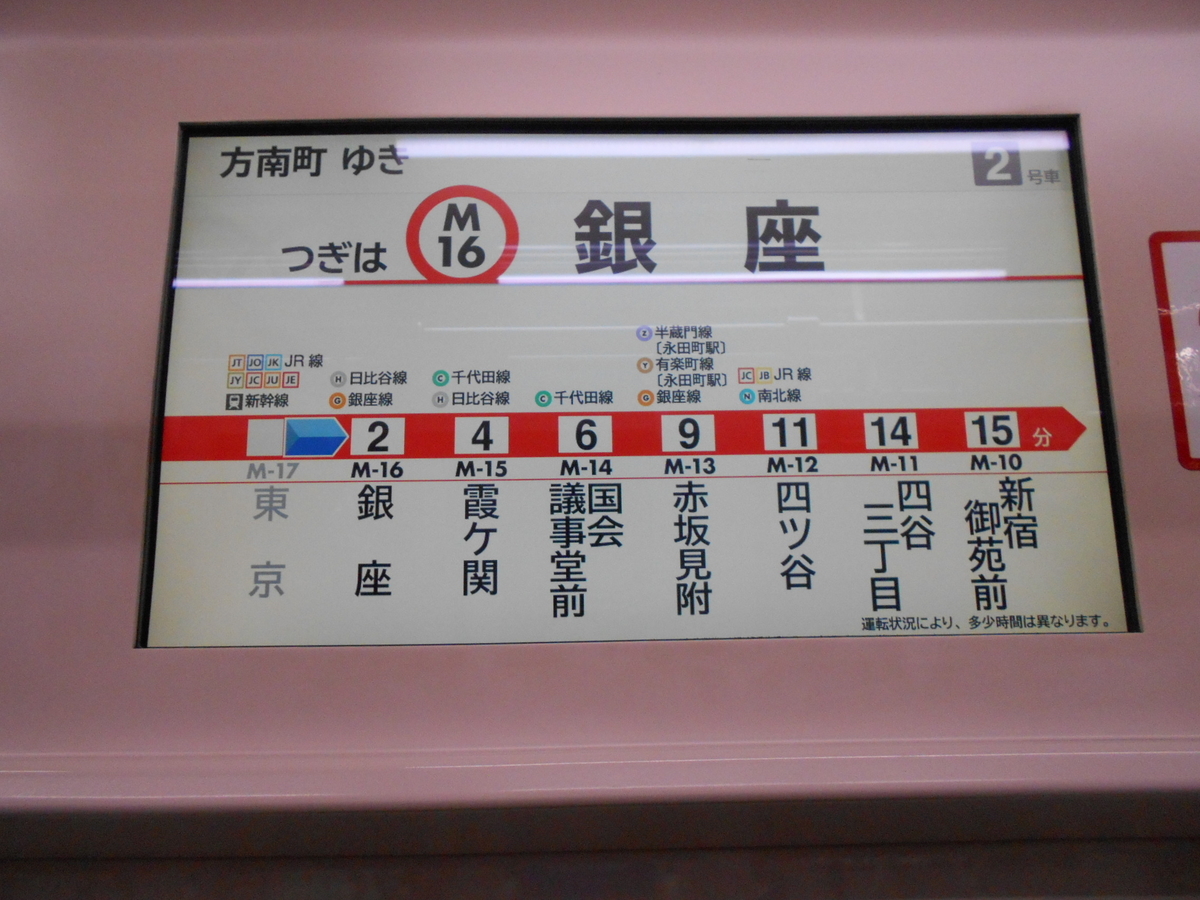 方南町 ゆき
2 号車
つぎは M 16 銀座
半蔵門線
〔永田町駅〕
JT JO JK JR 線
有楽町線
JY JC JU JE
H 日比谷線
C 千代田線
〔永田町駅〕
JC JB JR 線
新幹線
G 銀座線
H 日比谷線
C 千代田線
G 銀座線
N 南北線
2 4 6 9 11 14 15 分
M-17 M-16 M-15 M-14 M-13 M-12 M-11 M-10
東京
銀座
霞ケ関
国会
議事堂前
赤坂見附
四ツ谷
四谷
三丁目
新宿
御苑前
運転状況により、多少時間は異なります。